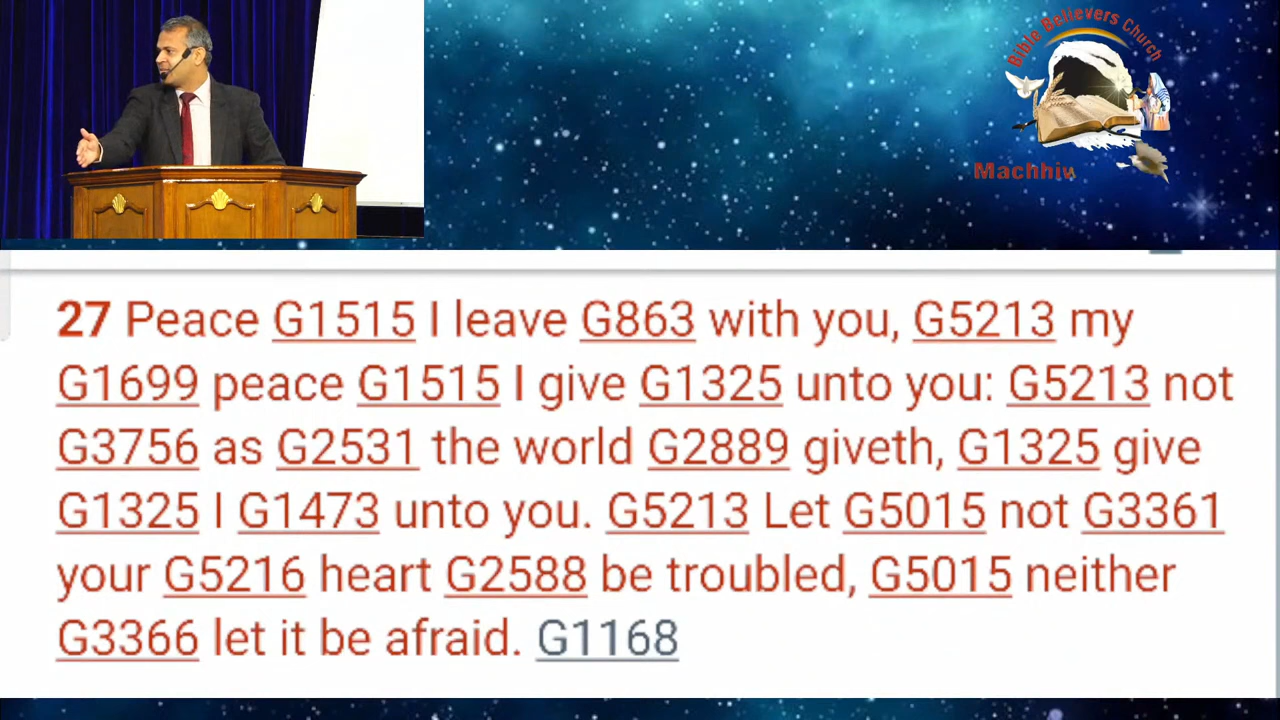 Bible Believers Church
Machhiv
27 Peace G1515 I leave G863 with you, G5213 my
G1699 peace G1515 I give G1325 unto you: G5213 not
G3756 as G2531 the world G2889 giveth, G1325 give
G1325 I G1473 unto you. G5213 Let G5015 not G3361
your G5216 heart G2588 be troubled, G5015 neither
G3366 let it be afraid. G1168